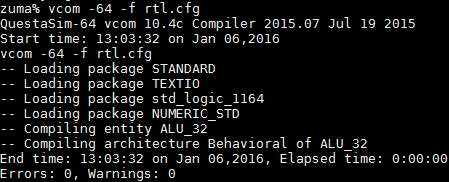 zuma% vcom -64 -f rtl.cfg
QuestaSim-64 vcom 10.4c Compiler 2015.07 Jul 19 2015
Start time: 13:03:32 on Jan 06,2016
vcom -64 -f rtl.cfg
-- Loading package STANDARD
-- Loading package TEXTIO
-- Loading package std_logic_1164
-- Loading package NUMERIC_STD
-- Compiling entity ALU_32
-- Compiling architecture Behavioral of ALU_32
End time: 13:03:32 on Jan 06,2016, Elapsed time: 0:00:00
Errors: 0, Warnings: 0